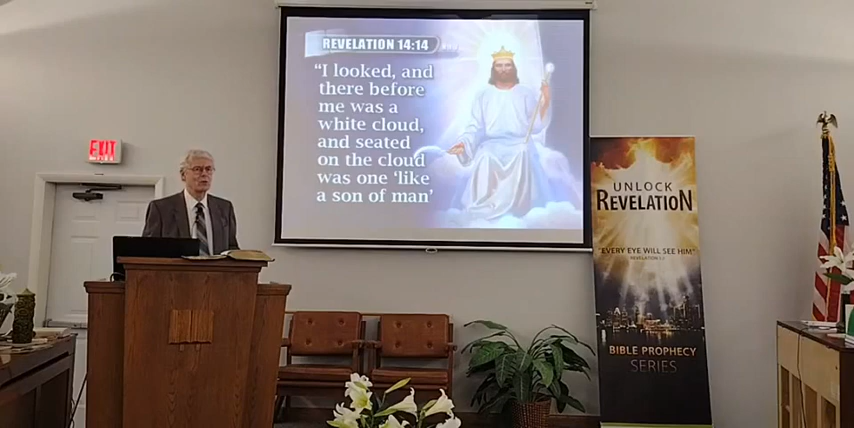 REVELATION 14:14
“I looked, and
there before
me was a
white cloud,
and seated
on the cloud
was one ‘like
a son of man’
EXIT
UNLOCK
REVELATION
"EVERY EYE WILL SEE HIM"
BIBLE PROPHECY
SERIES